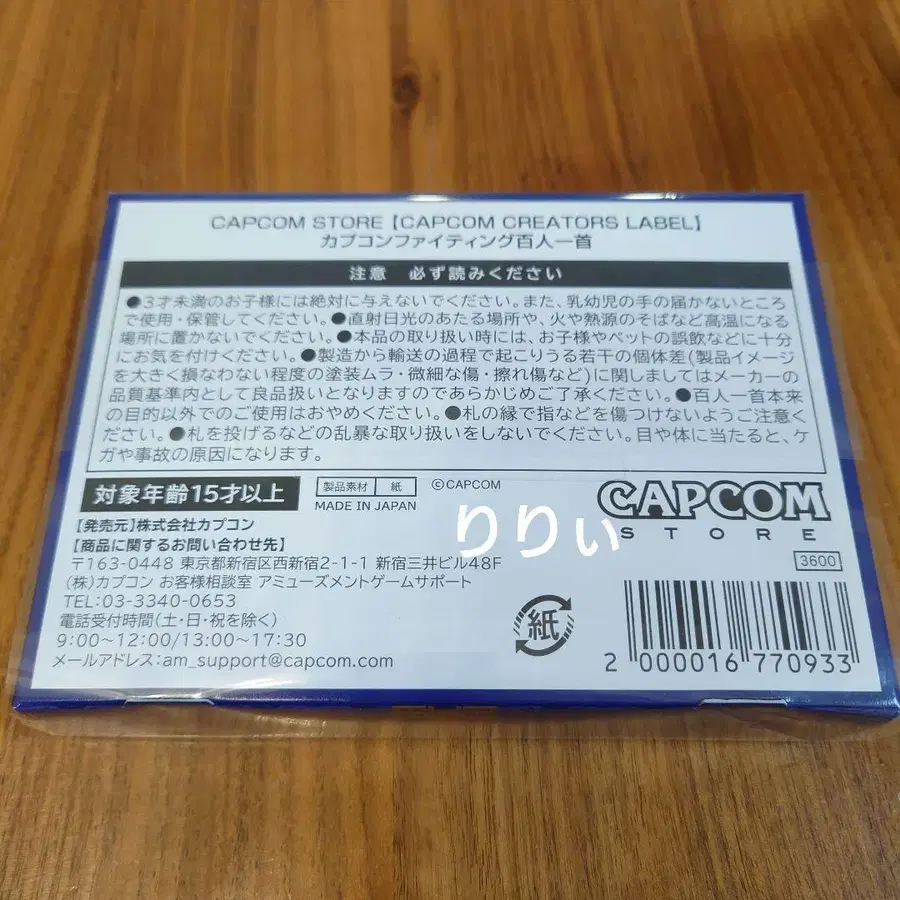 CAPCOM STORE【CAPCOM CREATORS LABEL】
カプコンファイティング百人一首
注意 必ず読みください
●3才未満のお子様には絶対に与えないでください。また、乳幼児の手の届かないところ
で使用・保管してください。●直射日光のあたる場所や、火や熱源のそばなど高温になる
場所に置かないでください。●本品の取り扱い時には、お子様やペットの誤飲などに十分
にお気を付けください。●製造から輸送の過程で起こりうる若干の個体差(製品イメージ
を大きく損なわない程度の塗装ムラ・微細な傷・擦れ傷など)に関しましてはメーカーの
品質基準内として良品扱いとなりますのであらかじめご了承ください。●百人一首本来
の目的以外でのご使用はおやめください。●札の縁で指などを傷つけないようご注意く
ださい。●札を投げるなどの乱暴な取り扱いをしないでください。目や体に当たると、ケ
ガや事故の原因になります。
対象年齢15才以上
製品素材 紙
MADE IN JAPAN
©CAPCOM
CAPCOM
STORE
りりぃ
【発売元】株式会社カプコン
【商品に関するお問い合わせ先】
〒163-0448 東京都新宿区西新宿2-1-1 新宿三井ビル48F
(株)カプコン お客様相談室 アミューズメントゲームサポート
TEL:03-3340-0653
電話受付時間(土・日・祝を除く)
9:00~12:00/13:00~17:30
メールアドレス:am_support@capcom.com
紙
3600
2 000016 770933